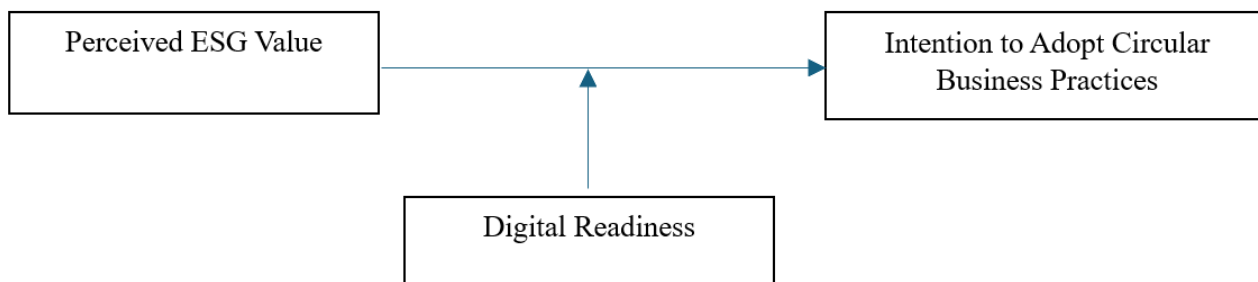 Perceived ESG Value
Intention to Adopt Circular
Business Practices
Digital Readiness